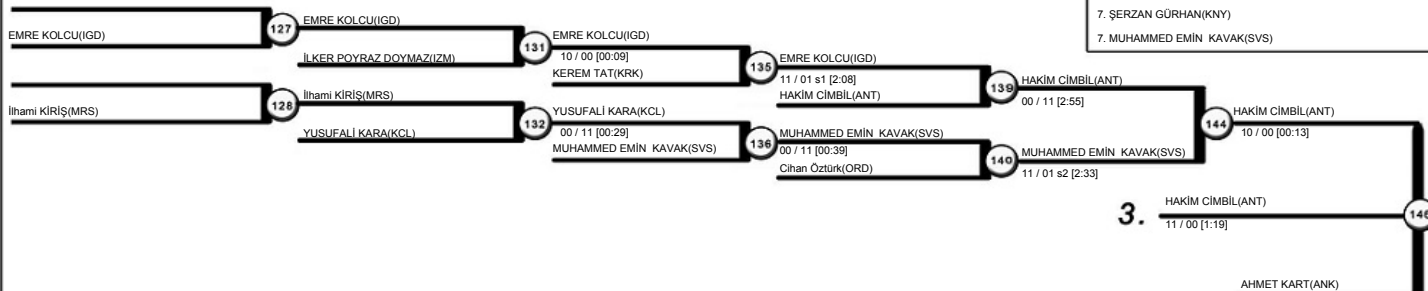 7. ŞERZAN GÜRHAN(KNY)
7. MUHAMMED EMİN KAVAK(SVS)
EMRE KOLCU(IGD)
127
EMRE KOLCU(IGD)
İLKER POYRAZ DOYMAZ(IZM)
131
EMRE KOLCU(IGD)
10 / 00 [00:09]
KEREM TAT(KRK)
135
EMRE KOLCU(IGD)
11 / 01 s1 [2:08]
HAKİM CİMBİL(ANT)
139
HAKİM CİMBİL(ANT)
00 / 11 [2:55]
İlhami KİRİŞ(MRS)
128
İlhami KİRİŞ(MRS)
YUSUFALİ KARA(KCL)
132
YUSUFALİ KARA(KCL)
00 / 11 [00:29]
MUHAMMED EMİN KAVAK(SVS)
136
MUHAMMED EMİN KAVAK(SVS)
00 / 11 [00:39]
Cihan Öztürk(ORD)
140
MUHAMMED EMİN KAVAK(SVS)
11 / 01 s2 [2:33]
144
HAKİM CİMBİL(ANT)
10 / 00 [00:13]
3.
HAKİM CİMBİL(ANT)
11 / 00 [1:19]
146
AHMET KART(ANK)